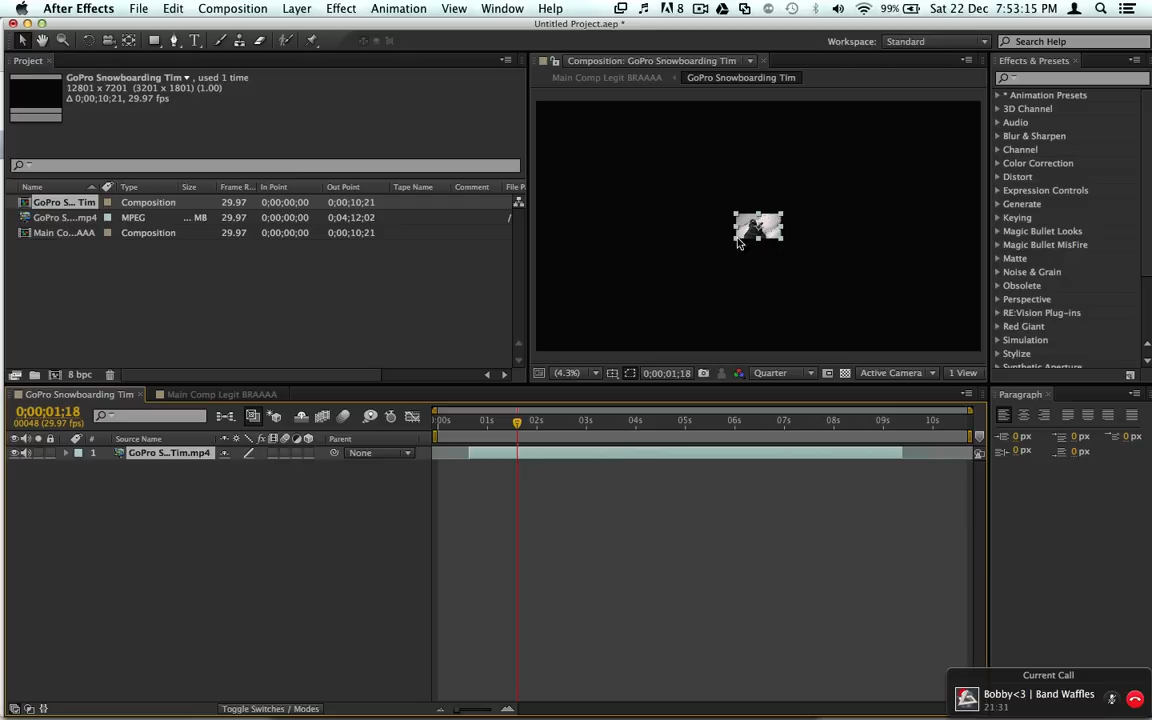 After Effects File Edit Composition Layer Effect Animation View Window Help 8 99% Sat 22 Dec 7:53:15 PM
Untitled Project.aep *
Workspace: Standard Search Help
Project
GoPro Snowboarding Tim , used 1 time
12801 x 7201 (3201 x 1801) (1.00)
Δ 0;00;10;21, 29.97 fps
Name Type Size Frame R... In Point Out Point Tape Name Comment File P
GoPro S... Tim Composition 29.97 0;00;00;00 0;00;10;21
GoPro S....mp4 MPEG ... MB 29.97 0;00;00;00 0;04;12;02 /
Main Co...AAA Composition 29.97 0;00;00;00 0;00;10;21
8 bpc
Composition: GoPro Snowboarding Tim
Main Comp Legit BRAAAA GoPro Snowboarding Tim
(4.3%) 0;00;01;18 Quarter Active Camera 1 View
Effects & Presets
* Animation Presets
3D Channel
Audio
Blur & Sharpen
Channel
Color Correction
Distort
Expression Controls
Generate
Keying
Magic Bullet Looks
Magic Bullet MisFire
Matte
Noise & Grain
Obsolete
Perspective
RE:Vision Plug-ins
Red Giant
Simulation
Stylize
Synthetic Aperture
GoPro Snowboarding Tim Main Comp Legit BRAAAA
0;00;01;18
00048 (29.97 fps)
:00s 01s 02s 03s 04s 05s 06s 07s 08s 09s 10s
# Source Name fx Parent
1 GoPro S...Tim.mp4 None
Toggle Switches / Modes
Paragraph
0 px 0 px 0 px
0 px 0 px
Current Call
Bobby<3 | Band Waffles
21:31